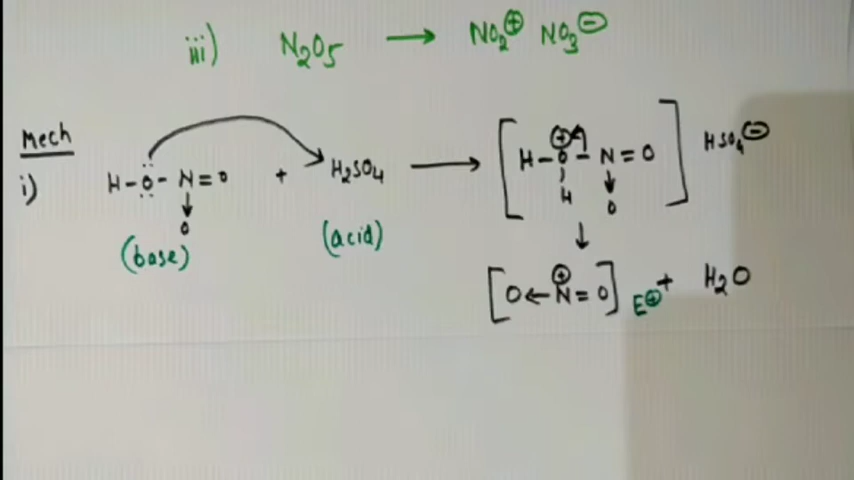 iii) N2O5 → NO2⊕ NO3⊖
Mech
i) H-O-N=O + H2SO4 → [H-O-N=O] HSO4⊖
⊕
↓ H ↓
O O
(base) (acid) ↓
[O←N=O] E⊕ + H2O
⊕